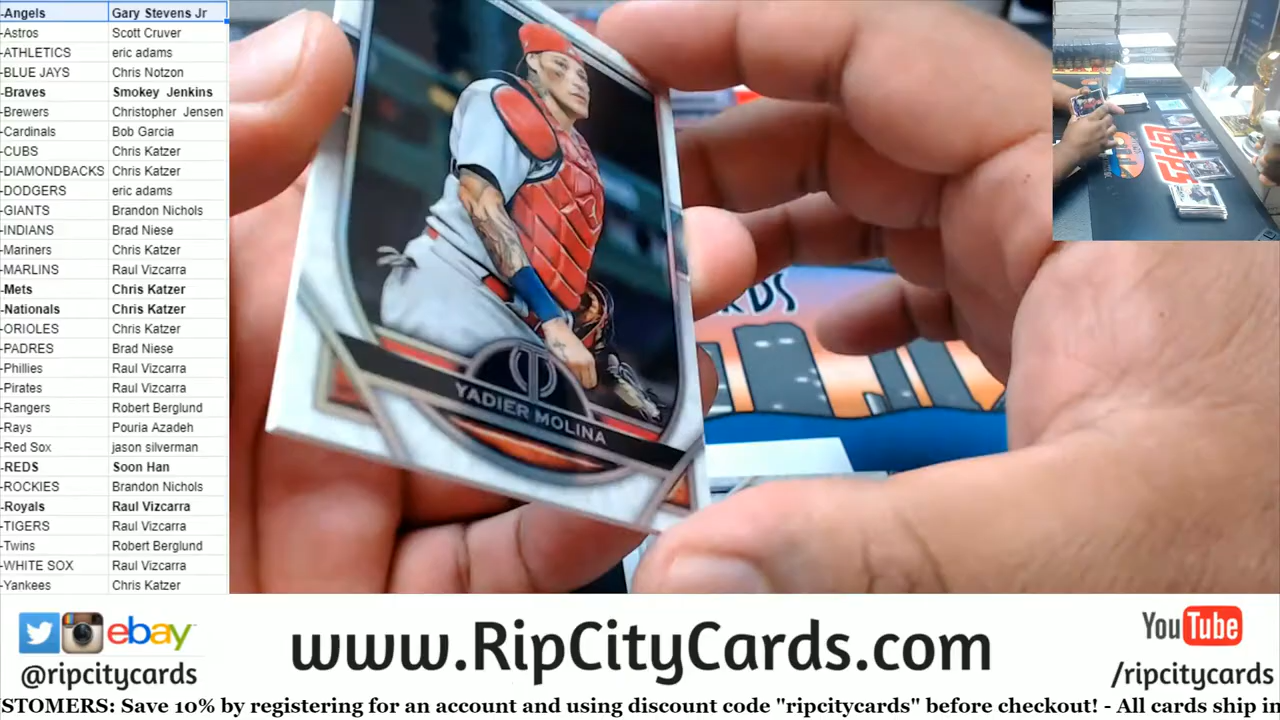 -Angels Gary Stevens Jr
-Astros Scott Cruver
-ATHLETICS eric adams
-BLUE JAYS Chris Notzon
-Braves Smokey Jenkins
-Brewers Christopher Jensen
-Cardinals Bob Garcia
-CUBS Chris Katzer
-DIAMONDBACKS Chris Katzer
-DODGERS eric adams
-GIANTS Brandon Nichols
-INDIANS Brad Niese
-Mariners Chris Katzer
-MARLINS Raul Vizcarra
-Mets Chris Katzer
-Nationals Chris Katzer
-ORIOLES Chris Katzer
-PADRES Brad Niese
-Phillies Raul Vizcarra
-Pirates Raul Vizcarra
-Rangers Robert Berglund
-Rays Pouria Azadeh
-Red Sox jason silverman
-REDS Soon Han
-ROCKIES Brandon Nichols
-Royals Raul Vizcarra
-TIGERS Raul Vizcarra
-Twins Robert Berglund
-WHITE SOX Raul Vizcarra
-Yankees Chris Katzer
YADIER MOLINA
RDS
topps
ebay
@ripcitycards
www.RipCityCards.com
YouTube
/ripcitycards
STOMERS: Save 10% by registering for an account and using discount code "ripcitycards" before checkout! - All cards ship in